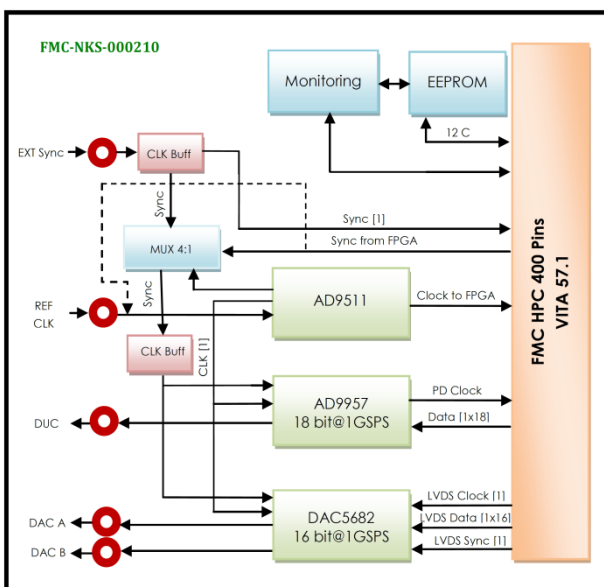 FMC-NKS-000210
Monitoring
EEPROM
12 C
EXT Sync
CLK Buff
Sync
Sync [1]
Sync from FPGA
MUX 4:1
REF
CLK
Sync
AD9511
Clock to FPGA
CLK Buff
CLK [1]
AD9957
18 bit@1GSPS
PD Clock
Data [1x18]
DUC
DAC5682
16 bit@1GSPS
LVDS Clock [1]
LVDS Data [1x16]
LVDS Sync [1]
DAC A
DAC B
FMC HPC 400 Pins
VITA 57.1